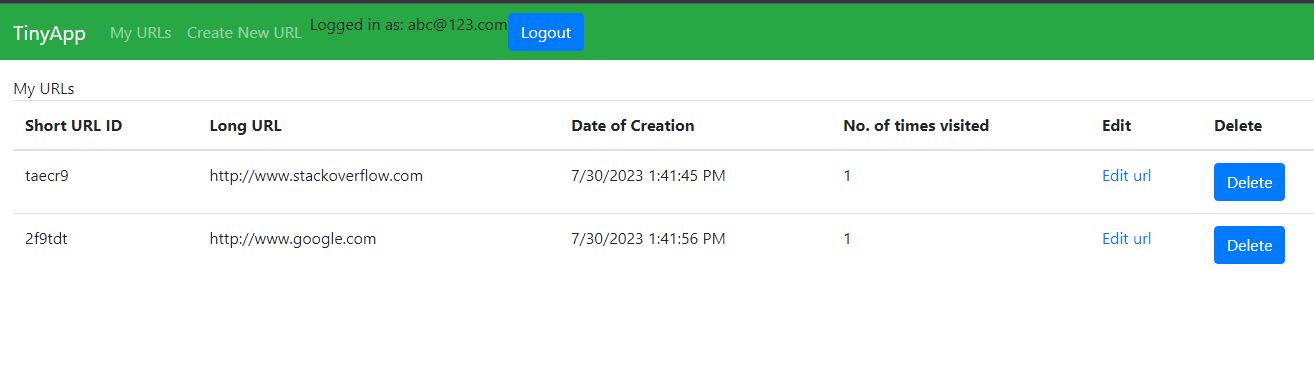 TinyApp My URLs Create New URL Logged in as: abc@123.com Logout
My URLs
Short URL ID Long URL Date of Creation No. of times visited Edit Delete
taecr9 http://www.stackoverflow.com 7/30/2023 1:41:45 PM 1 Edit url Delete
2f9tdt http://www.google.com 7/30/2023 1:41:56 PM 1 Edit url Delete